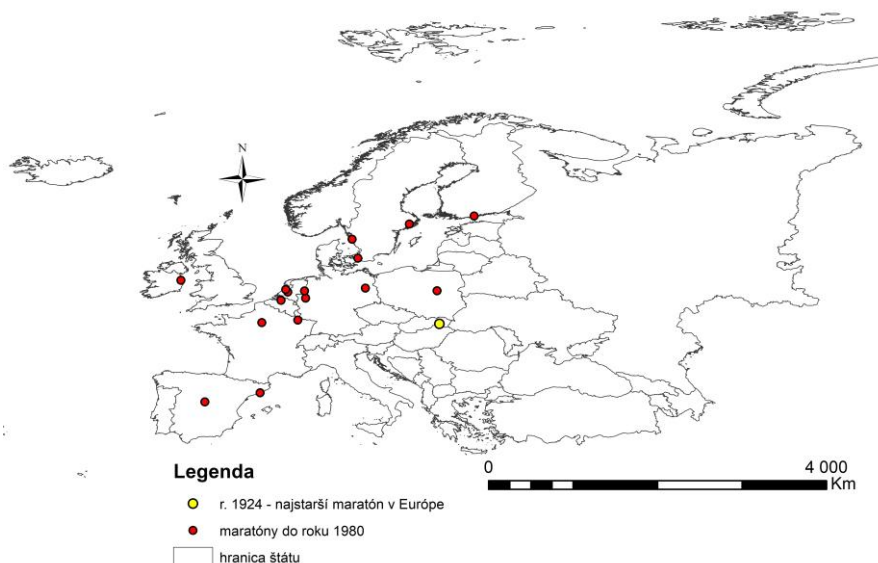 N
Legenda
r. 1924 - najstarší maratón v Európe
maratóny do roku 1980
hranica štátu
0 4 000
Km